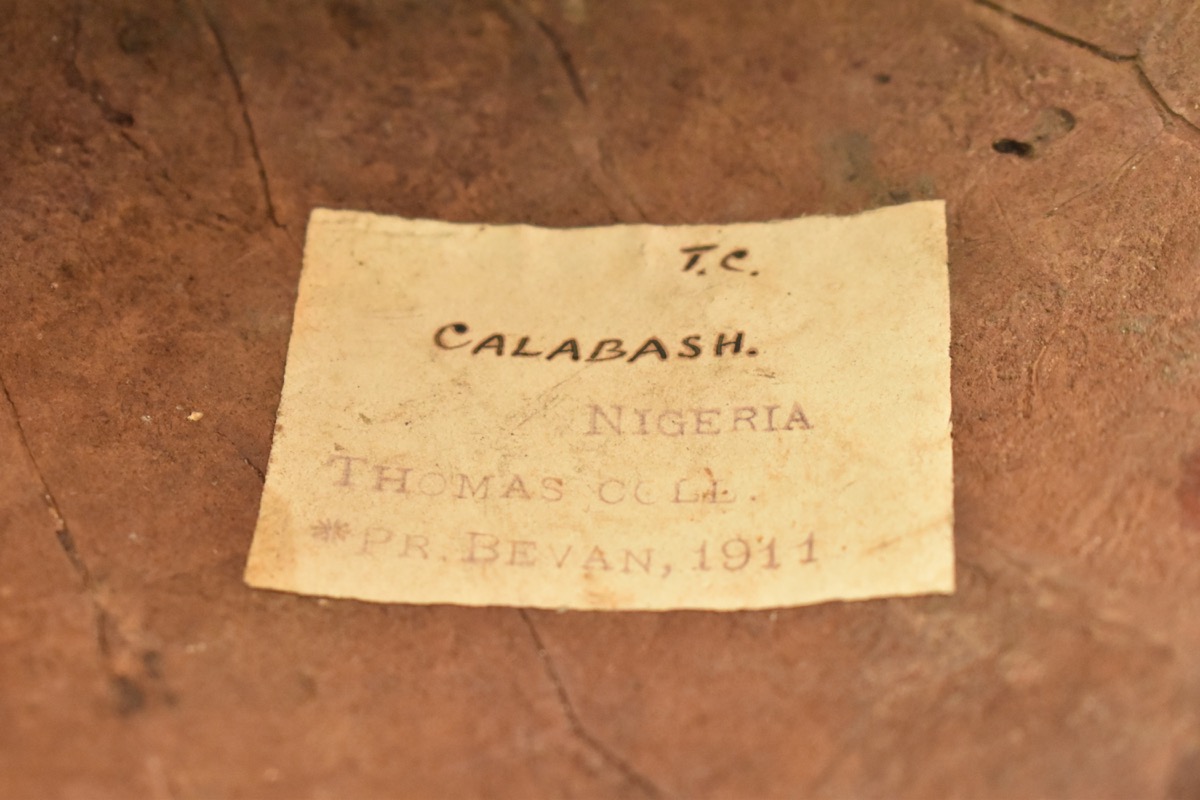 T.C.
CALABASH.
NIGERIA
THOMAS COLL.
*PR. BEVAN, 1911